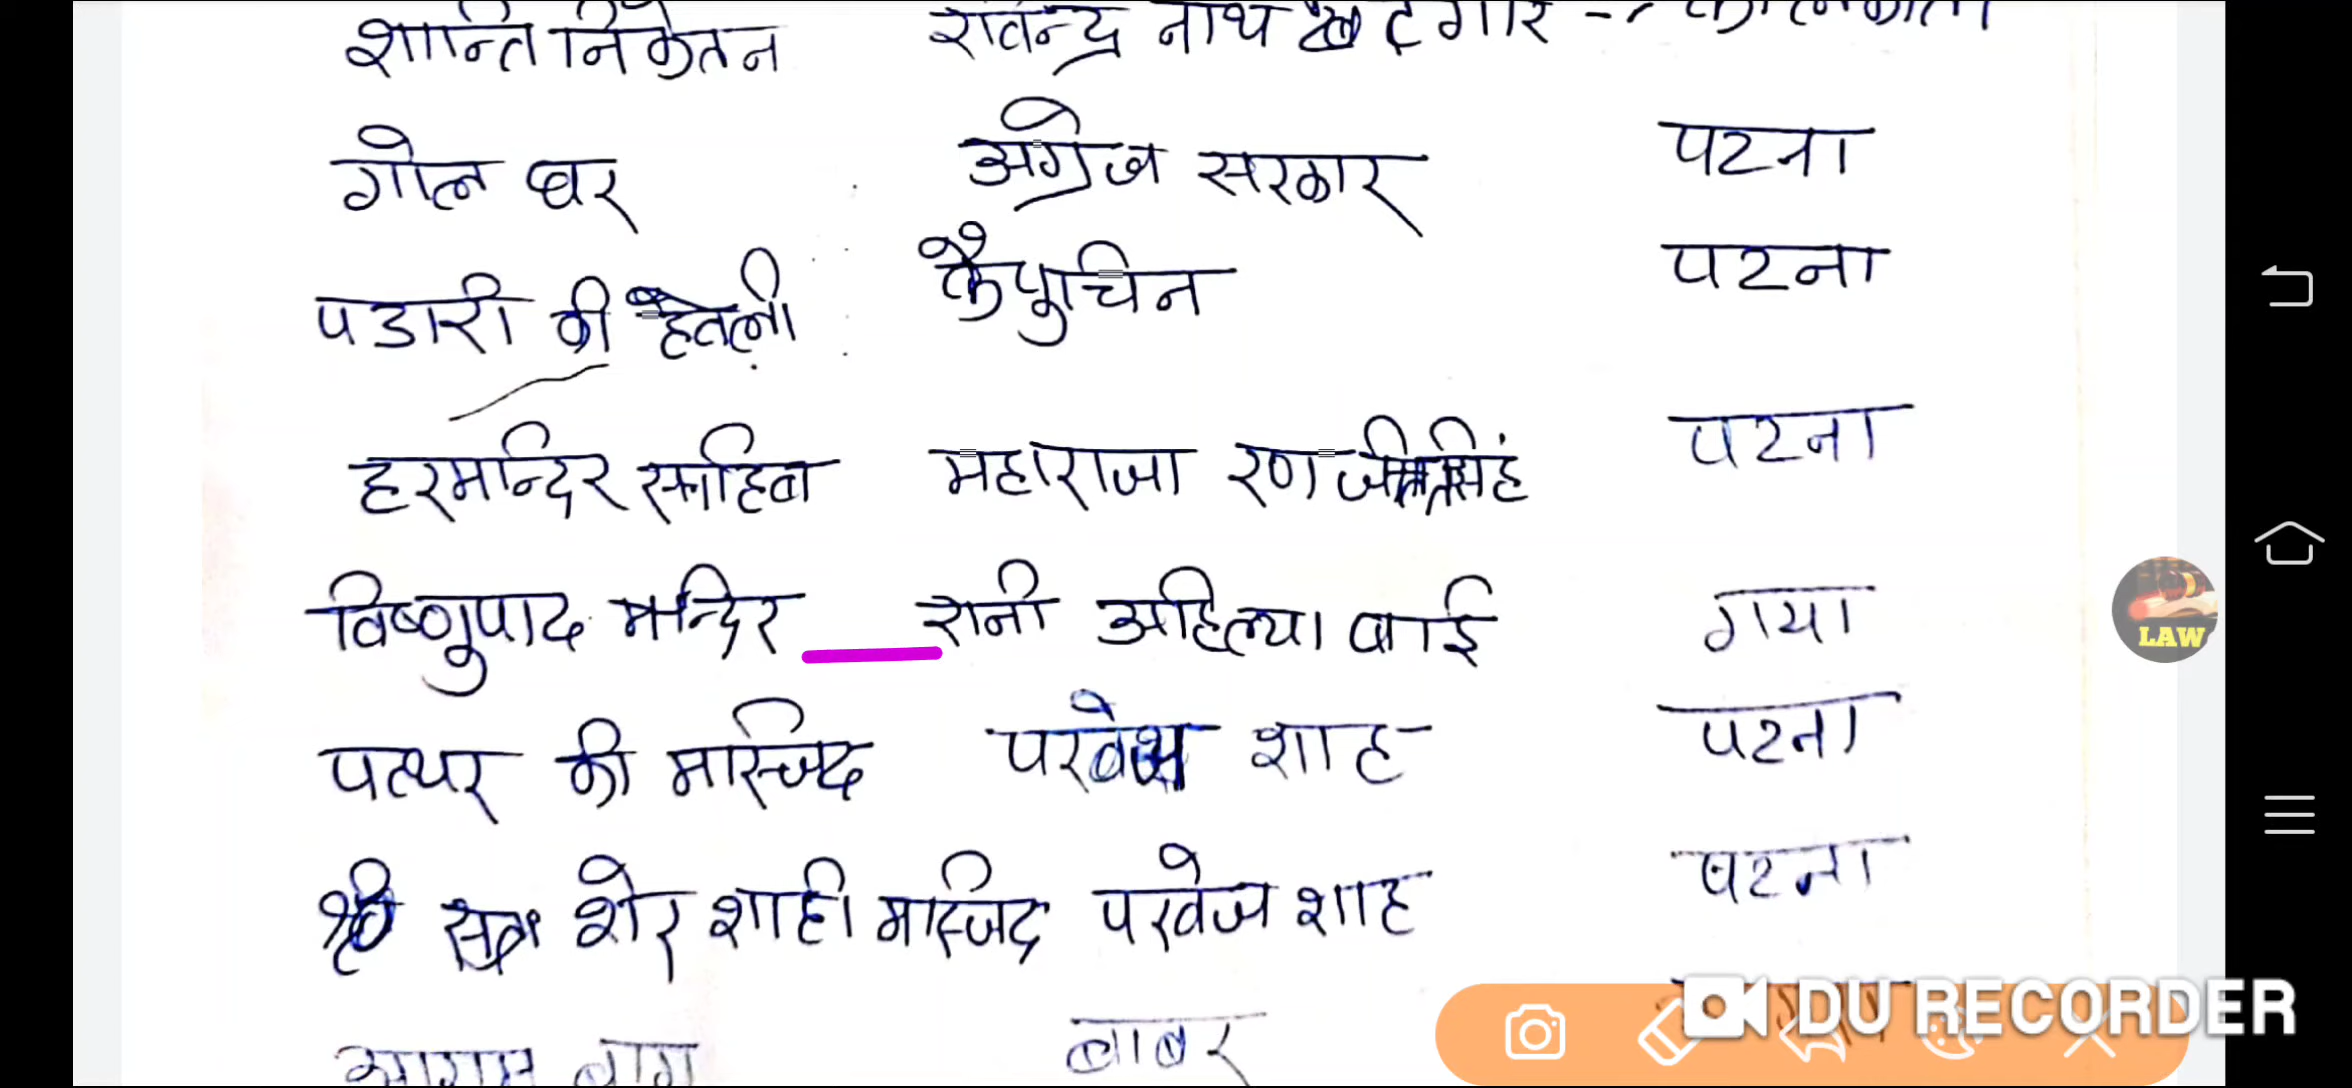 शान्ति निकेतन रविन्द्र नाथ टैगोर
गोल घर अंग्रेज सरकार पटना
पडारी की हवेली कैपुचिन पटना
हरमन्दिर साहिब महाराजा रणजीत सिंह पटना
विष्णुपाद मन्दिर रानी अहिल्या बाई गया
पत्थर की मस्जिद परवेज शाह पटना
शेर शाही मस्जिद परवेज शाह पटना
बाग बाबर
LAW
DU RECORDER